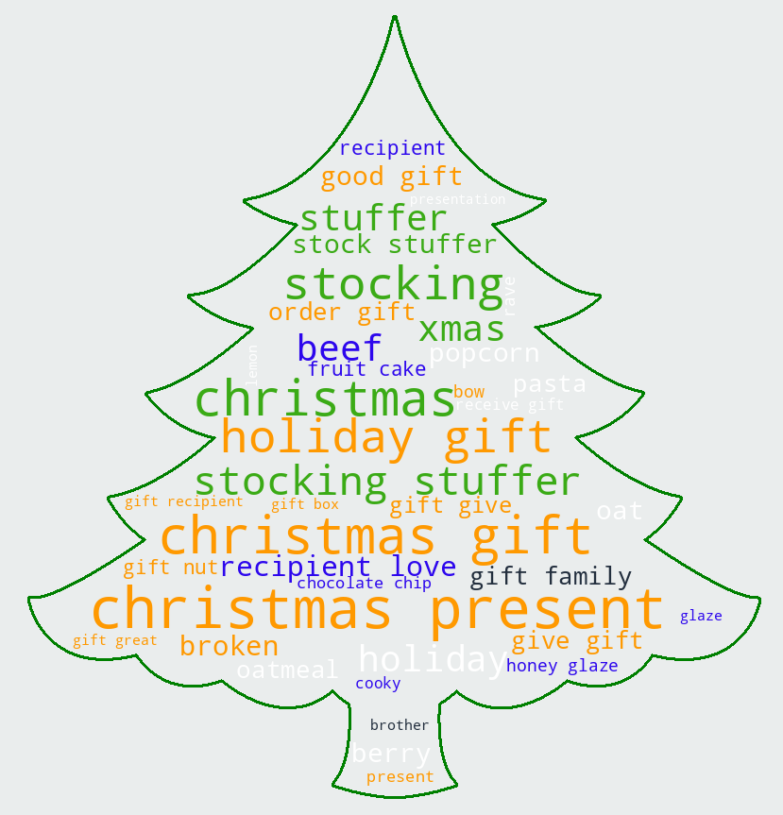 recipient
good gift
presentation
stuffer
stock stuffer
stocking
rave
order gift
xmas
beef
popcorn
lemon
fruit cake
pasta
christmas
bow
receive gift
holiday gift
stocking stuffer
gift recipient
gift box
gift give
oat
christmas gift
gift nut
recipient love
gift family
chocolate chip
christmas present
glaze
gift great
broken
give gift
oatmeal
holiday
honey glaze
cooky
brother
berry
present